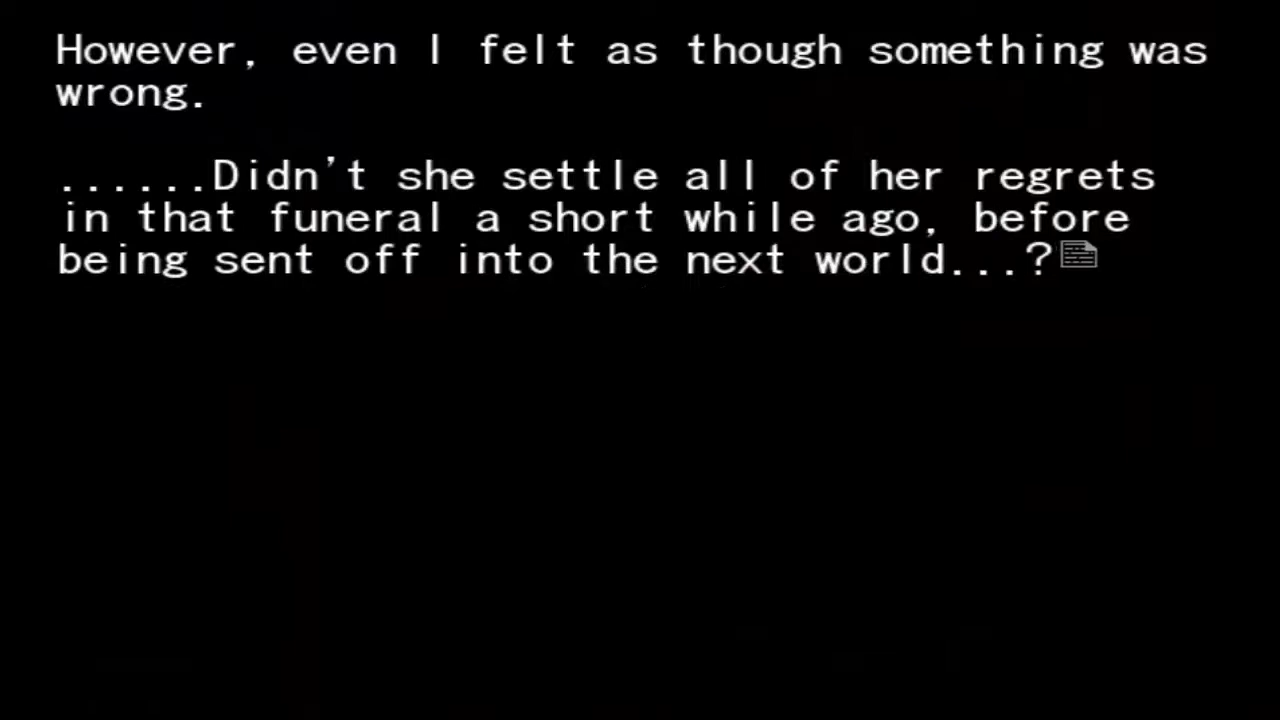 However, even I felt as though something was
wrong.
......Didn't she settle all of her regrets
in that funeral a short while ago, before
being sent off into the next world...?